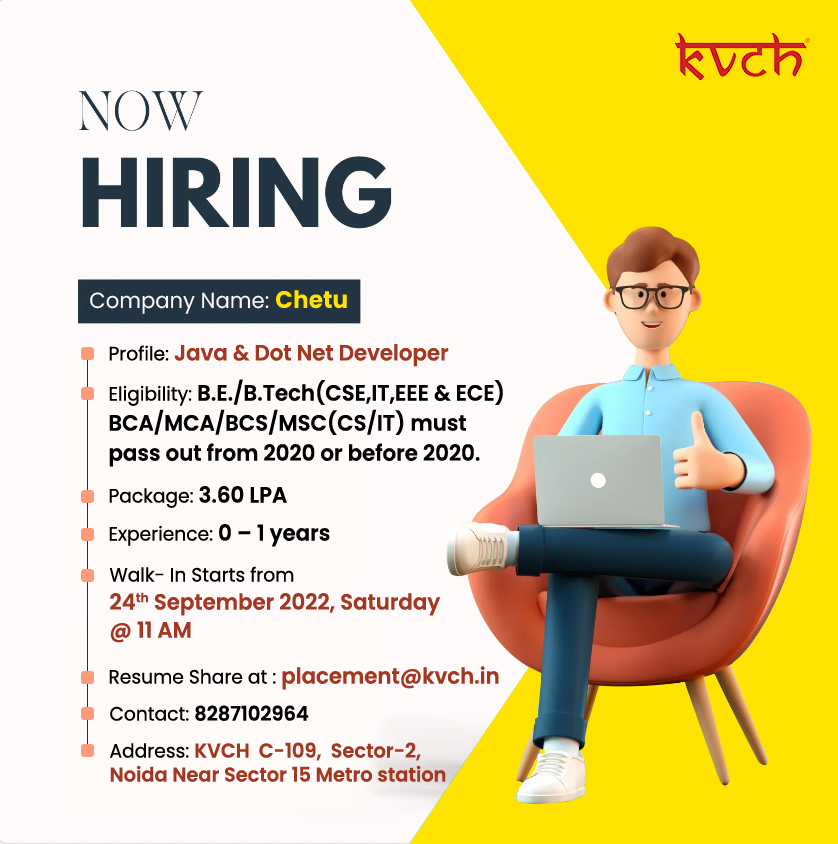 kvch
NOW
HIRING
Company Name: Chetu
Profile: Java & Dot Net Developer
Eligibility: B.E./B.Tech(CSE,IT,EEE & ECE)
BCA/MCA/BCS/MSC(CS/IT) must
pass out from 2020 or before 2020.
Package: 3.60 LPA
Experience: 0 – 1 years
Walk- In Starts from
24th September 2022, Saturday
@ 11 AM
Resume Share at : placement@kvch.in
Contact: 8287102964
Address: KVCH C-109, Sector-2,
Noida Near Sector 15 Metro station